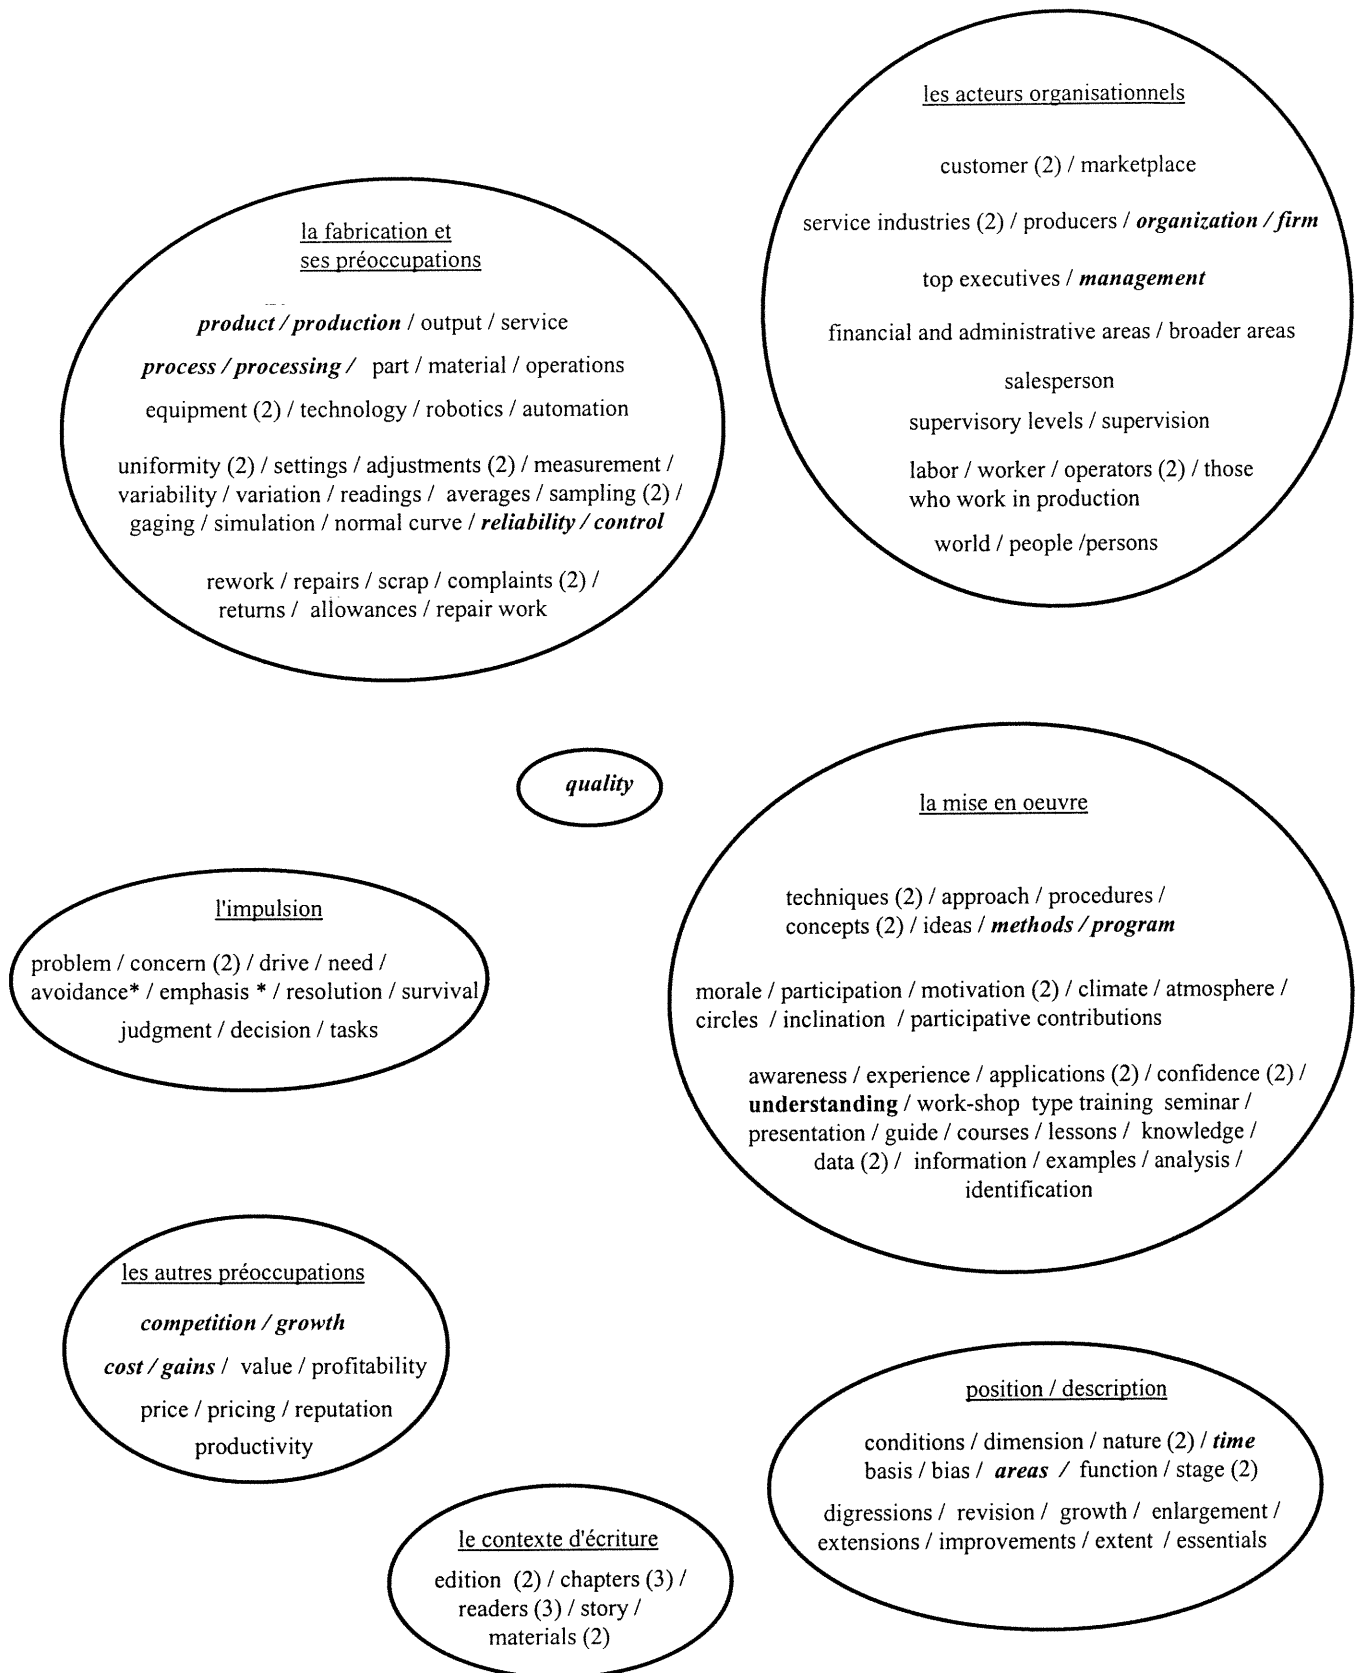 les acteurs organisationnels
customer (2) / marketplace
service industries (2) / producers / organization / firm
top executives / management
financial and administrative areas / broader areas
salesperson
supervisory levels / supervision
labor / worker / operators (2) / those
who work in production
world / people /persons
la fabrication et
ses préoccupations
product / production / output / service
process / processing / part / material / operations
equipment (2) / technology / robotics / automation
uniformity (2) / settings / adjustments (2) / measurement /
variability / variation / readings / averages / sampling (2) /
gaging / simulation / normal curve / reliability / control
rework / repairs / scrap / complaints (2) /
returns / allowances / repair work
quality
la mise en oeuvre
techniques (2) / approach / procedures /
concepts (2) / ideas / methods / program
morale / participation / motivation (2) / climate / atmosphere /
circles / inclination / participative contributions
awareness / experience / applications (2) / confidence (2) /
understanding / work-shop type training seminar /
presentation / guide / courses / lessons / knowledge /
data (2) / information / examples / analysis /
identification
l'impulsion
problem / concern (2) / drive / need /
avoidance* / emphasis * / resolution / survival
judgment / decision / tasks
les autres préoccupations
competition / growth
cost / gains / value / profitability
price / pricing / reputation
productivity
position / description
conditions / dimension / nature (2) / time
basis / bias / areas / function / stage (2)
digressions / revision / growth / enlargement /
extensions / improvements / extent / essentials
le contexte d'écriture
edition (2) / chapters (3) /
readers (3) / story /
materials (2)